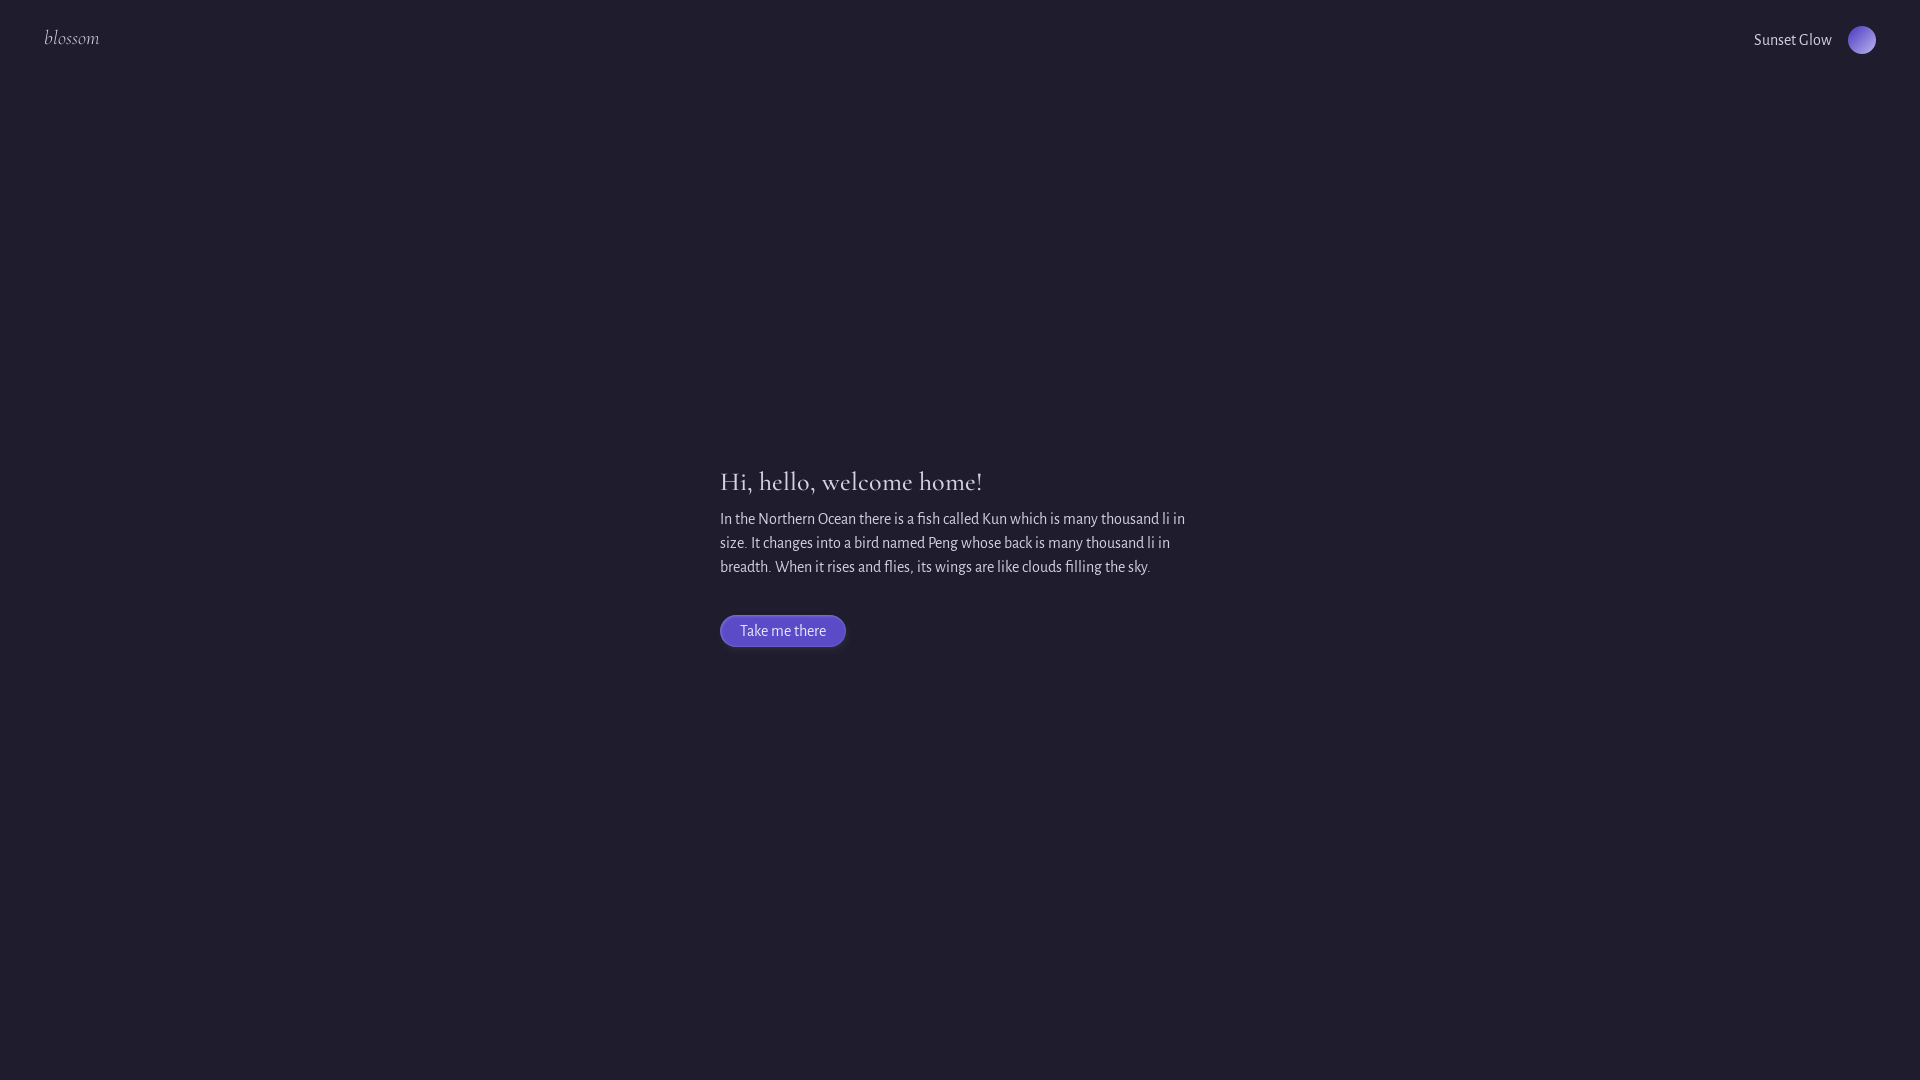 blossom
Sunset Glow
Hi, hello, welcome home!
In the Northern Ocean there is a fish called Kun which is many thousand li in
size. It changes into a bird named Peng whose back is many thousand li in
breadth. When it rises and flies, its wings are like clouds filling the sky.
Take me there